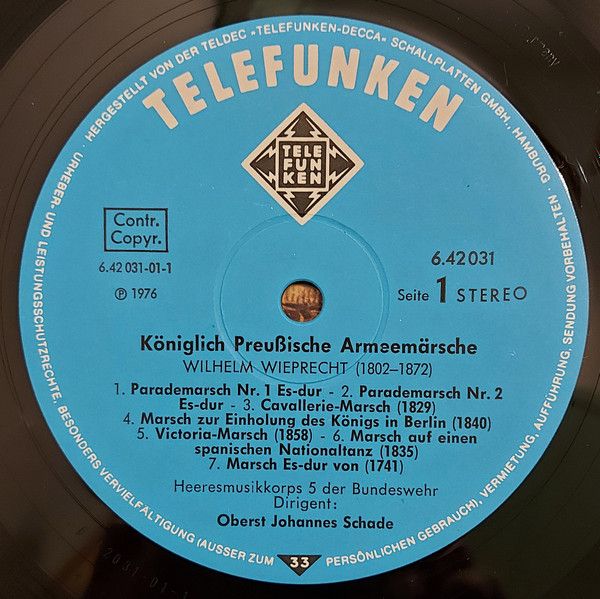 URHEBER- UND LEISTUNGSSCHUTZRECHTE, BESONDERS VERVIELFÄLTIGUNG (AUSSER ZUM PERSÖNLICHEN GEBRAUCH), VERMIETUNG, AUFFÜHRUNG, SENDUNG VORBEHALTEN
· HERGESTELLT VON DER TELDEC »TELEFUNKEN-DECCA« SCHALLPLATTEN GMBH., HAMBURG ·
TELEFUNKEN
TELE
FUN
KEN
Contr.
Copyr.
6.42 031-01-1
Ⓟ 1976
6.42031
Seite 1 STEREO
Königlich Preußische Armeemärsche
WILHELM WIEPRECHT (1802–1872)
1. Parademarsch Nr. 1 Es-dur - 2. Parademarsch Nr. 2
Es-dur - 3. Cavallerie-Marsch (1829)
4. Marsch zur Einholung des Königs in Berlin (1840)
5. Victoria-Marsch (1858) - 6. Marsch auf einen
spanischen Nationaltanz (1835)
7. Marsch Es-dur von (1741)
Heeresmusikkorps 5 der Bundeswehr
Dirigent:
Oberst Johannes Schade
33